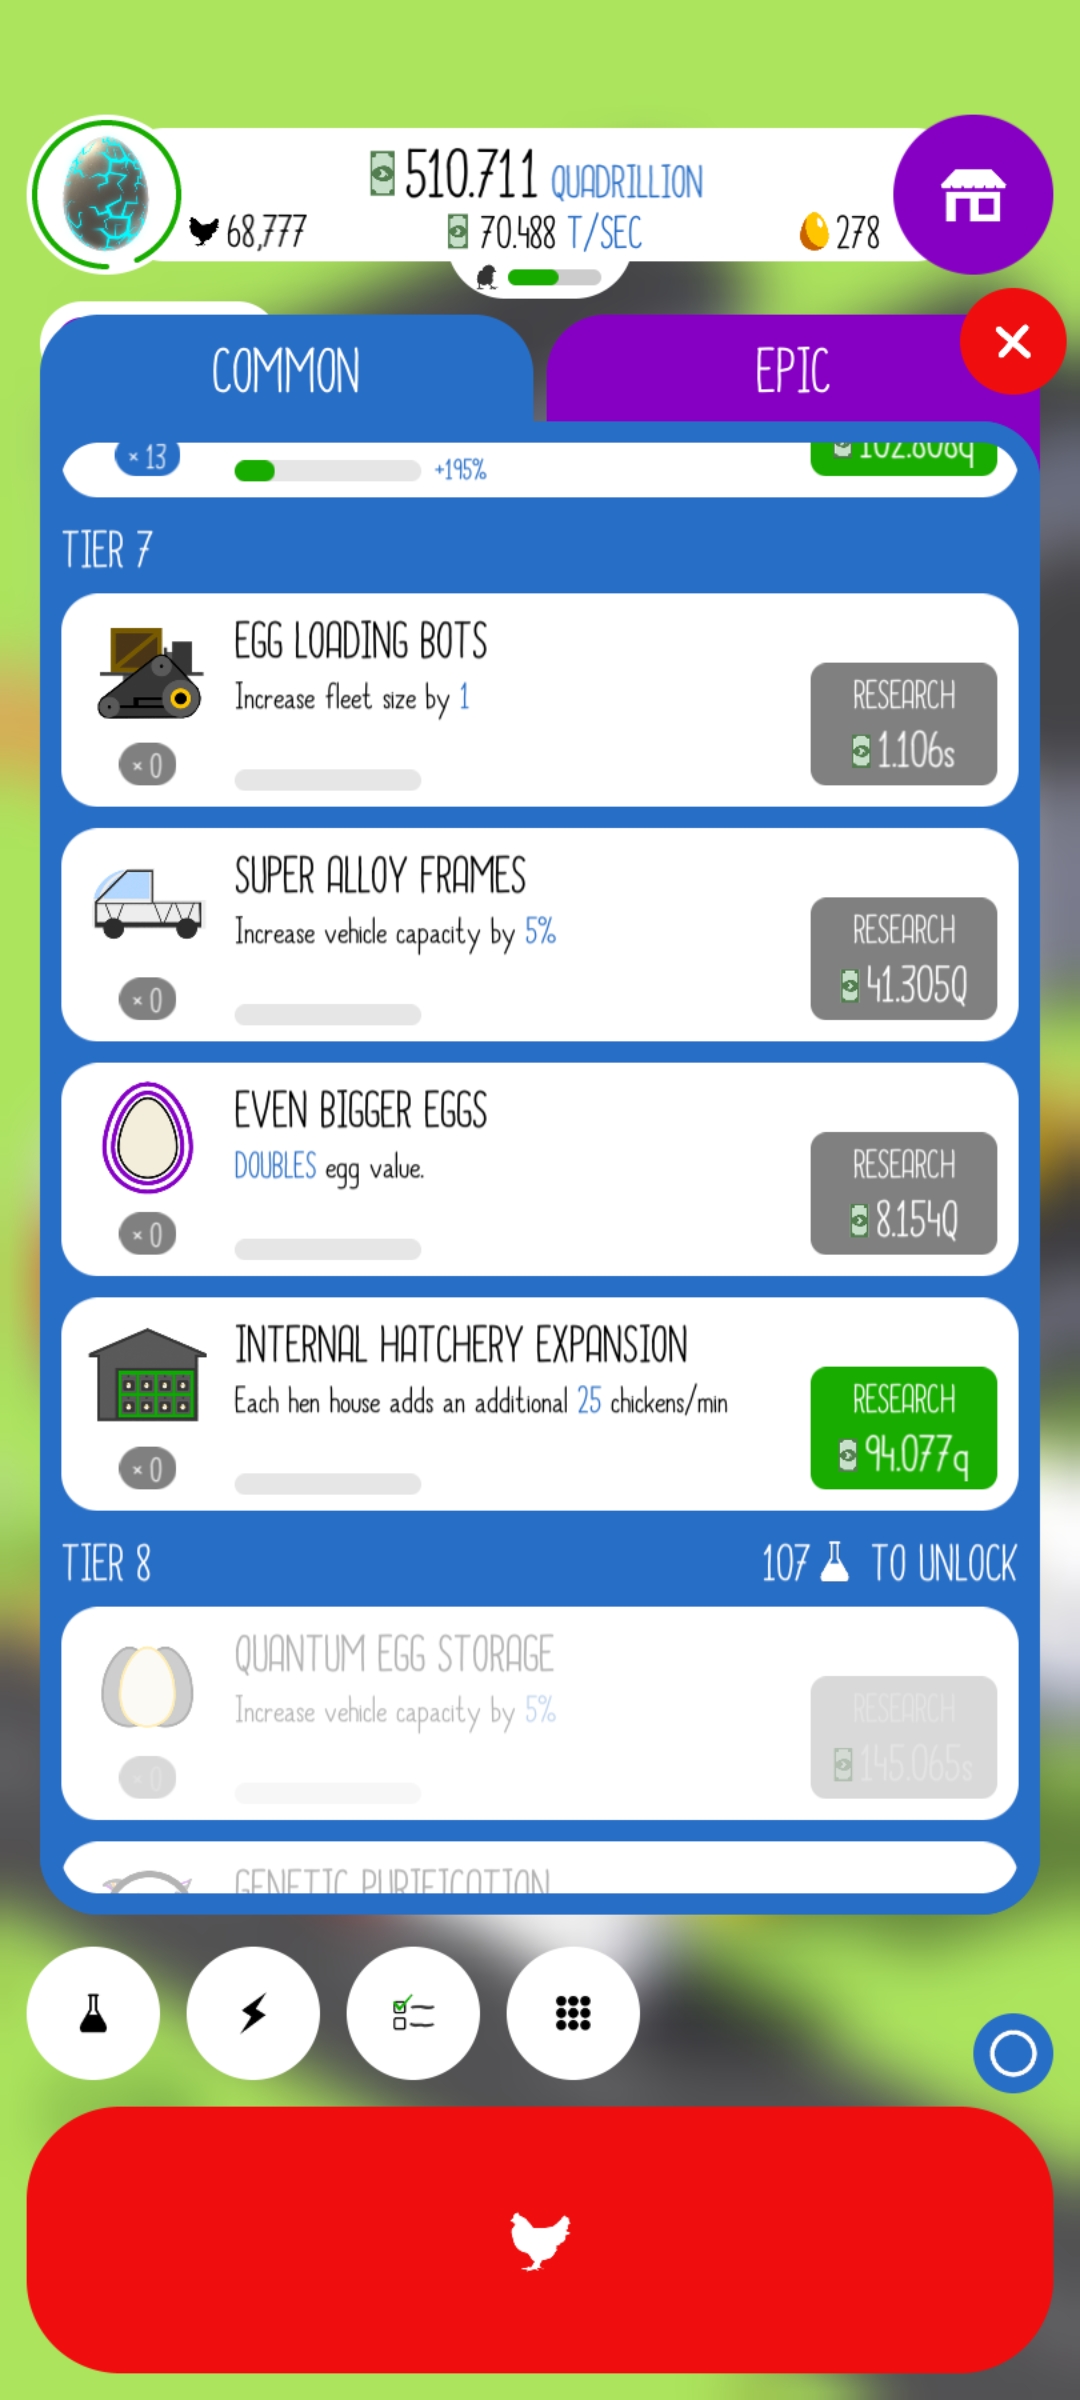 510.711 QUADRILLION
68,777
70.488 T/SEC
278
COMMON
EPIC
× 13
+195%
102.808q
TIER 7
EGG LOADING BOTS
Increase fleet size by 1
RESEARCH
1.106s
× 0
SUPER ALLOY FRAMES
Increase vehicle capacity by 5%
RESEARCH
41.305Q
× 0
EVEN BIGGER EGGS
DOUBLES egg value.
RESEARCH
8.154Q
× 0
INTERNAL HATCHERY EXPANSION
Each hen house adds an additional 25 chickens/min
RESEARCH
94.077q
× 0
TIER 8
107 TO UNLOCK
QUANTUM EGG STORAGE
Increase vehicle capacity by 5%
RESEARCH
145.065s
× 0
GENETIC PURIFICATION